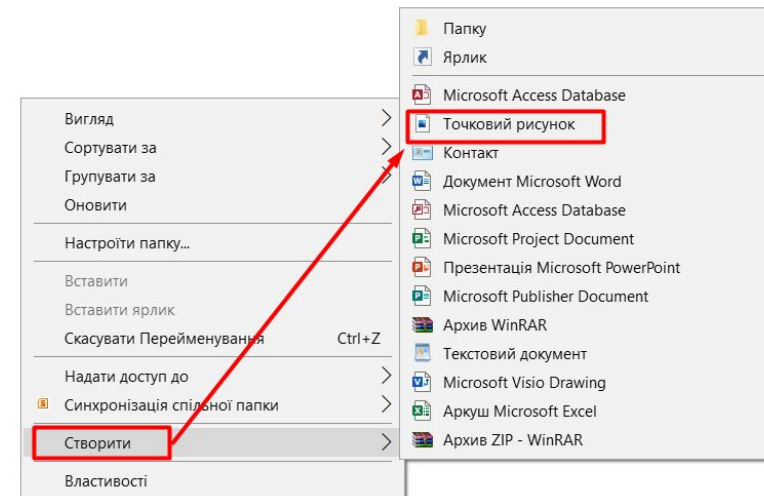 Вигляд
Сортувати за
Групувати за
Оновити
Настроїти папку...
Вставити
Вставити ярлик
Скасувати Перейменування Ctrl+Z
Надати доступ до
Синхронізація спільної папки
Створити
Властивості
Папку
Ярлик
Microsoft Access Database
Точковий рисунок
Контакт
Документ Microsoft Word
Microsoft Access Database
Microsoft Project Document
Презентація Microsoft PowerPoint
Microsoft Publisher Document
Архив WinRAR
Текстовий документ
Microsoft Visio Drawing
Аркуш Microsoft Excel
Архив ZIP - WinRAR